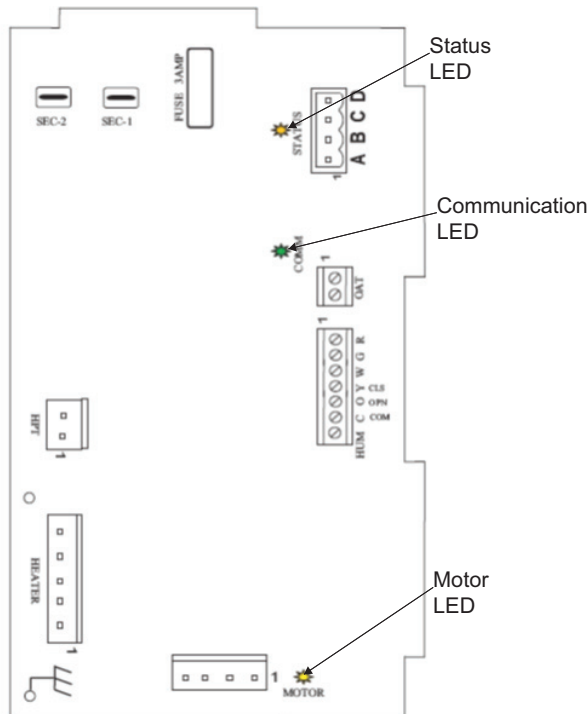 Status
LED
SEC-2
SEC-1
FUSE 3AMP
STATUS
A B C D
1
Communication
LED
COMM
1
OAT
1
HUM C O Y W G R
CLS
OPN
COM
HPT
1
HEATER
1
Motor
LED
1
MOTOR